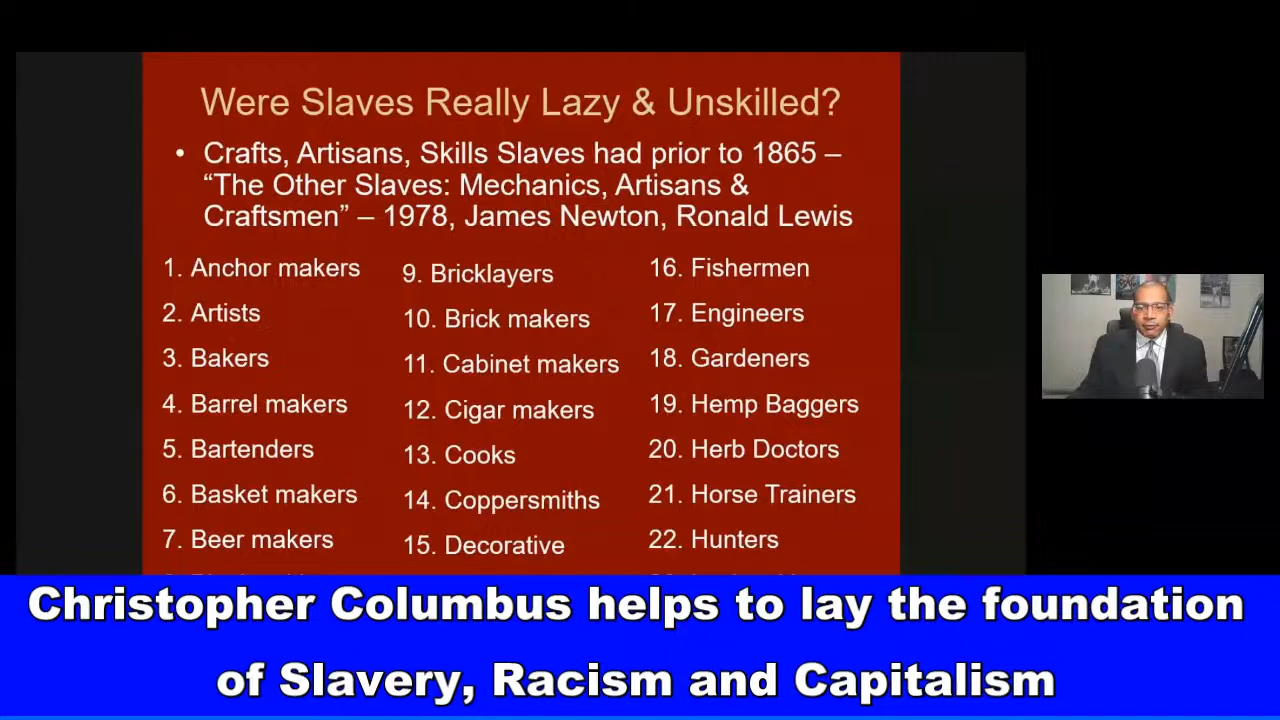 Were Slaves Really Lazy & Unskilled?
• Crafts, Artisans, Skills Slaves had prior to 1865 –
“The Other Slaves: Mechanics, Artisans &
Craftsmen” – 1978, James Newton, Ronald Lewis
1. Anchor makers
2. Artists
3. Bakers
4. Barrel makers
5. Bartenders
6. Basket makers
7. Beer makers
9. Bricklayers
10. Brick makers
11. Cabinet makers
12. Cigar makers
13. Cooks
14. Coppersmiths
15. Decorative
16. Fishermen
17. Engineers
18. Gardeners
19. Hemp Baggers
20. Herb Doctors
21. Horse Trainers
22. Hunters
Christopher Columbus helps to lay the foundation
of Slavery, Racism and Capitalism